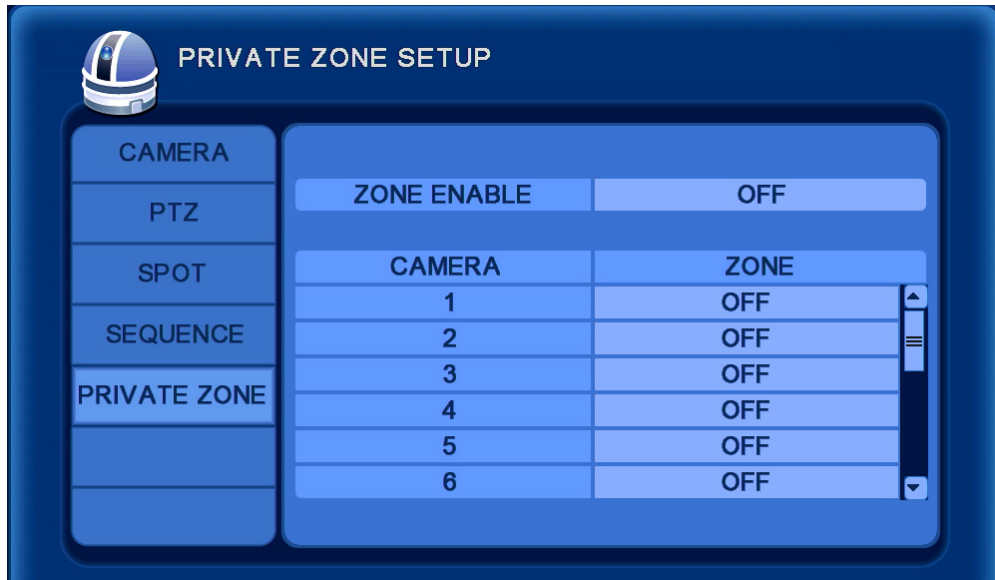 PRIVATE ZONE SETUP
CAMERA
PTZ
SPOT
SEQUENCE
PRIVATE ZONE
ZONE ENABLE OFF
CAMERA ZONE
1 OFF
2 OFF
3 OFF
4 OFF
5 OFF
6 OFF